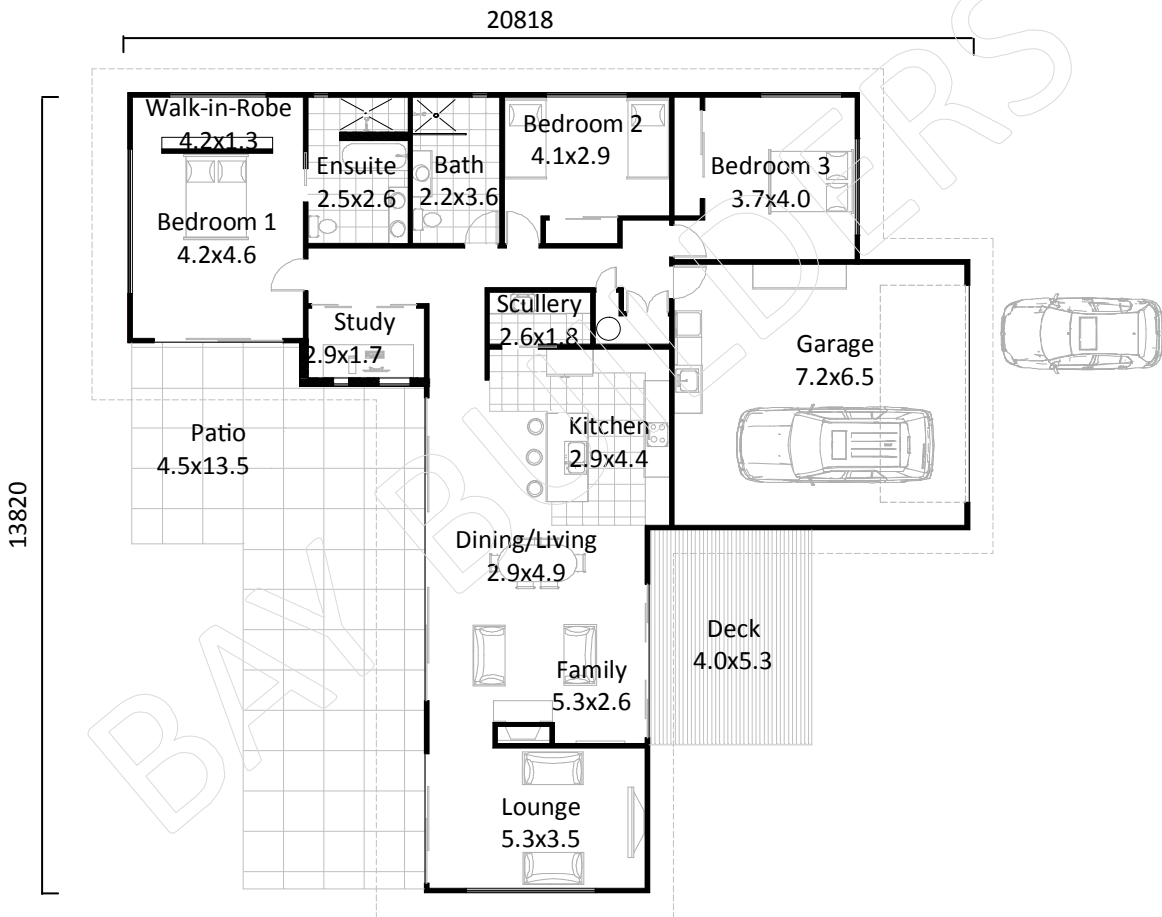 20818
13820
Walk-in-Robe
4.2x1.3
Bedroom 1
4.2x4.6
Ensuite
2.5x2.6
Bath
2.2x3.6
Bedroom 2
4.1x2.9
Bedroom 3
3.7x4.0
Study
2.9x1.7
Scullery
2.6x1.8
Garage
7.2x6.5
Patio
4.5x13.5
Kitchen
2.9x4.4
Dining/Living
2.9x4.9
Deck
4.0x5.3
Family
5.3x2.6
Lounge
5.3x3.5
BAY BUILDERS